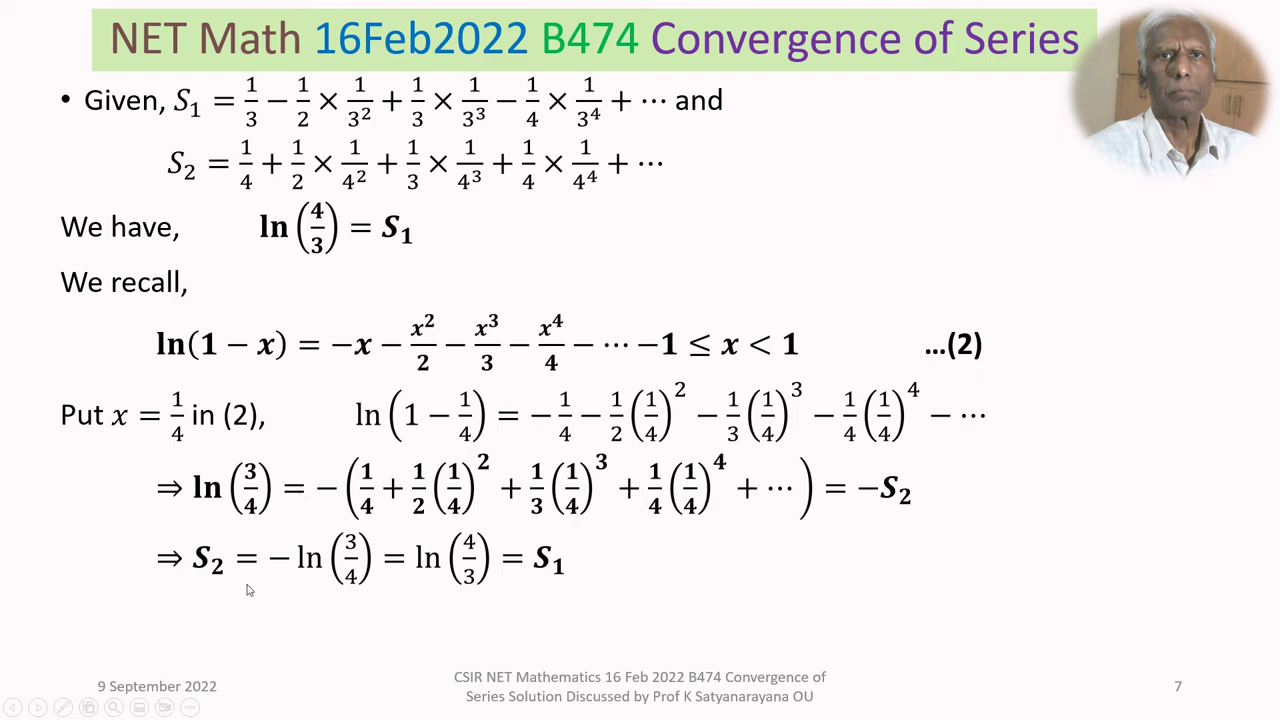 NET Math 16Feb2022 B474 Convergence of Series
• Given, S₁ = 1/3 − 1/2 × 1/3² + 1/3 × 1/3³ − 1/4 × 1/3⁴ + ⋯ and
S₂ = 1/4 + 1/2 × 1/4² + 1/3 × 1/4³ + 1/4 × 1/4⁴ + ⋯
We have, ln(4/3) = S₁
We recall,
ln(1 − x) = −x − x²/2 − x³/3 − x⁴/4 − ⋯ −1 ≤ x < 1 …(2)
Put x = 1/4 in (2), ln(1 − 1/4) = −1/4 − 1/2(1/4)² − 1/3(1/4)³ − 1/4(1/4)⁴ − ⋯
⇒ ln(3/4) = −(1/4 + 1/2(1/4)² + 1/3(1/4)³ + 1/4(1/4)⁴ + ⋯) = −S₂
⇒ S₂ = −ln(3/4) = ln(4/3) = S₁
9 September 2022
CSIR NET Mathematics 16 Feb 2022 B474 Convergence of
Series Solution Discussed by Prof K Satyanarayana OU
7